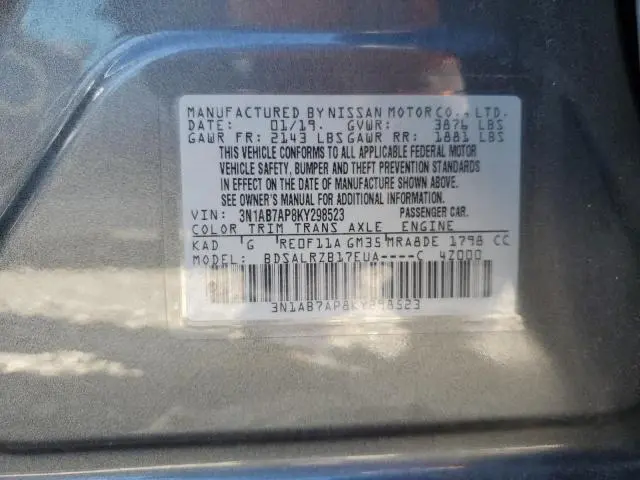 MANUFACTURED BY NISSAN MOTOR CO., LTD.
DATE: 01/19. GVWR: 3876 LBS
GAWR FR: 2143 LBS GAWR RR: 1881 LBS
THIS VEHICLE CONFORMS TO ALL APPLICABLE FEDERAL MOTOR
VEHICLE SAFETY, BUMPER AND THEFT PREVENTION STANDARDS
IN EFFECT ON THE DATE OF MANUFACTURE SHOWN ABOVE.
SEE OWNER'S MANUAL FOR ADDITIONAL INFORMATION.
VIN: 3N1AB7AP8KY298523 PASSENGER CAR.
COLOR TRIM TRANS AXLE ENGINE
KAD G RE0F11A GM35 MRA8DE 1798 CC
MODEL: BDSALRZB17EUA----C 4Z000
3N1AB7AP8KY298523